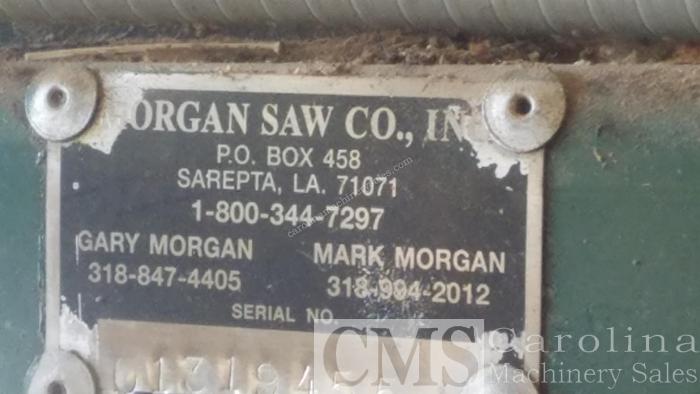 MORGAN SAW CO., IN
P.O. BOX 458
SAREPTA, LA. 71071
1-800-344-7297
GARY MORGAN MARK MORGAN
318-847-4405 318-994-2012
SERIAL NO.
CMS Carolina
Machinery Sales